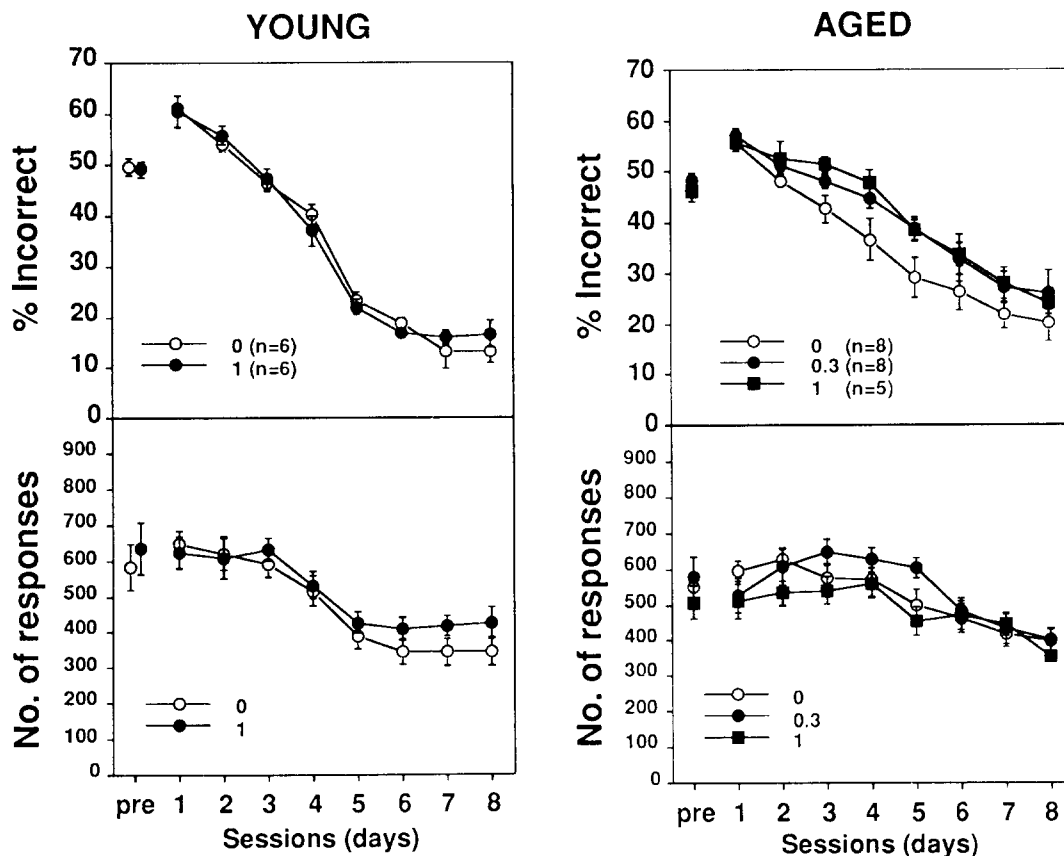 YOUNG
% Incorrect
70
60
50
40
30
20
10
0
0 (n=6)
1 (n=6)
No. of responses
900
800
700
600
500
400
300
200
100
0
0
1
pre 1 2 3 4 5 6 7 8
Sessions (days)
AGED
% Incorrect
70
60
50
40
30
20
10
0
0 (n=8)
0.3 (n=8)
1 (n=5)
No. of responses
900
800
700
600
500
400
300
200
100
0
0
0.3
1
pre 1 2 3 4 5 6 7 8
Sessions (days)